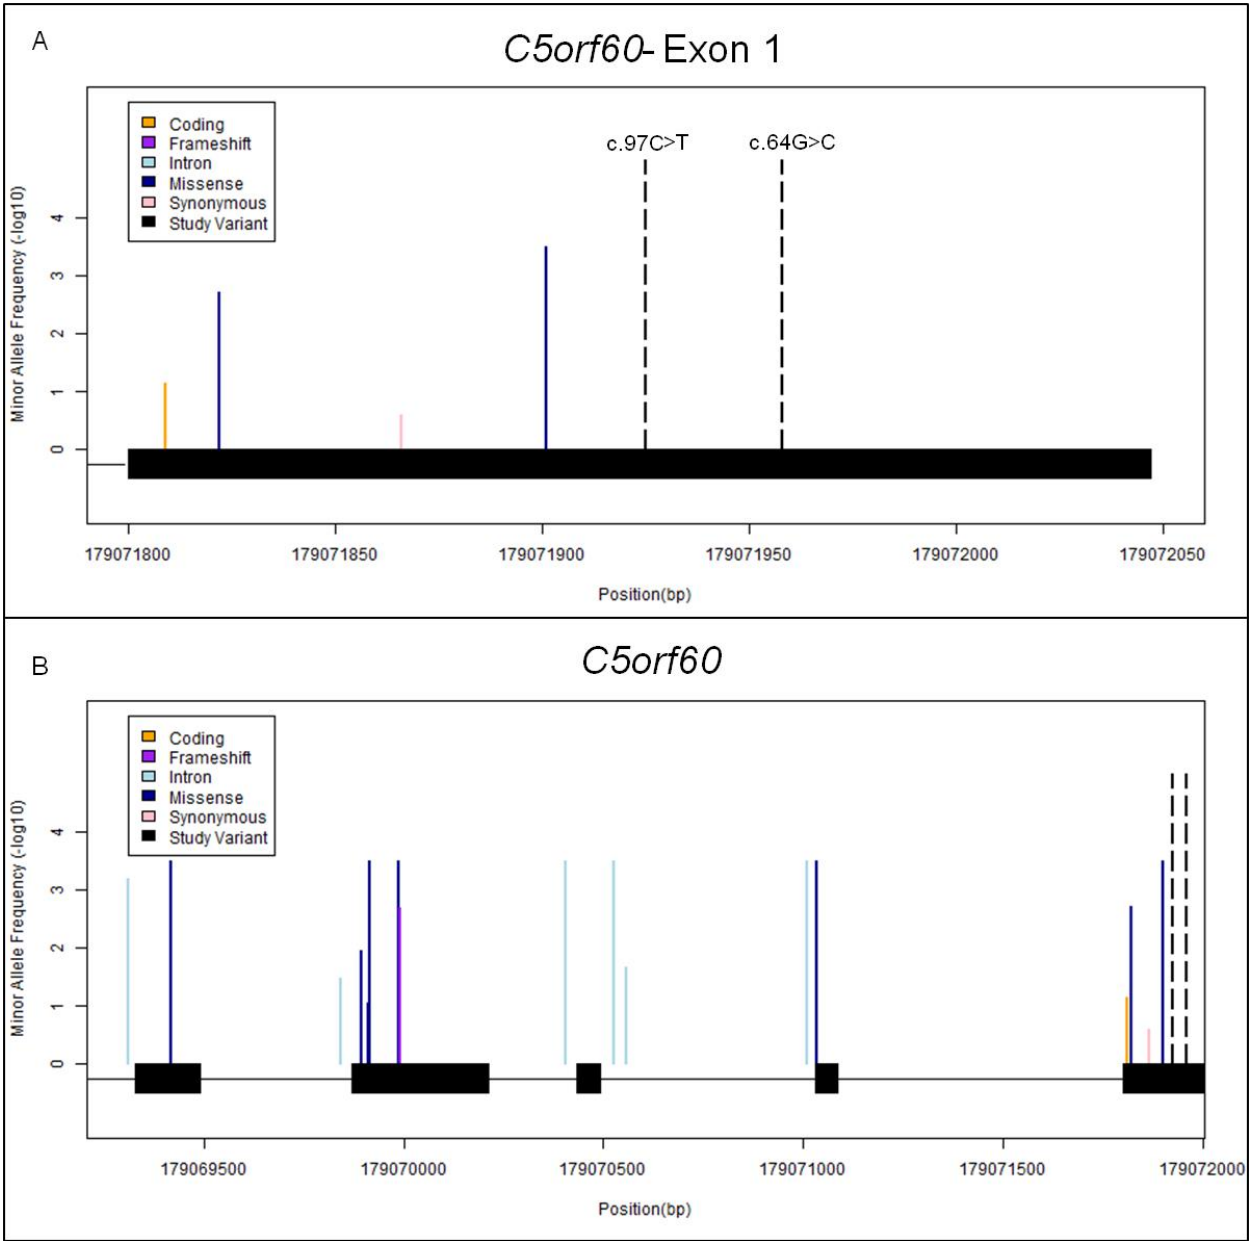 A
C5orf60- Exon 1
Coding
Frameshift
Intron
Missense
Synonymous
Study Variant
c.97C>T
c.64G>C
Minor Allele Frequency (-log10)
4
3
2
1
0
179071800
179071850
179071900
179071950
179072000
179072050
Position(bp)
B
C5orf60
Coding
Frameshift
Intron
Missense
Synonymous
Study Variant
Minor Allele Frequency (-log10)
4
3
2
1
0
179069500
179070000
179070500
179071000
179071500
179072000
Position(bp)